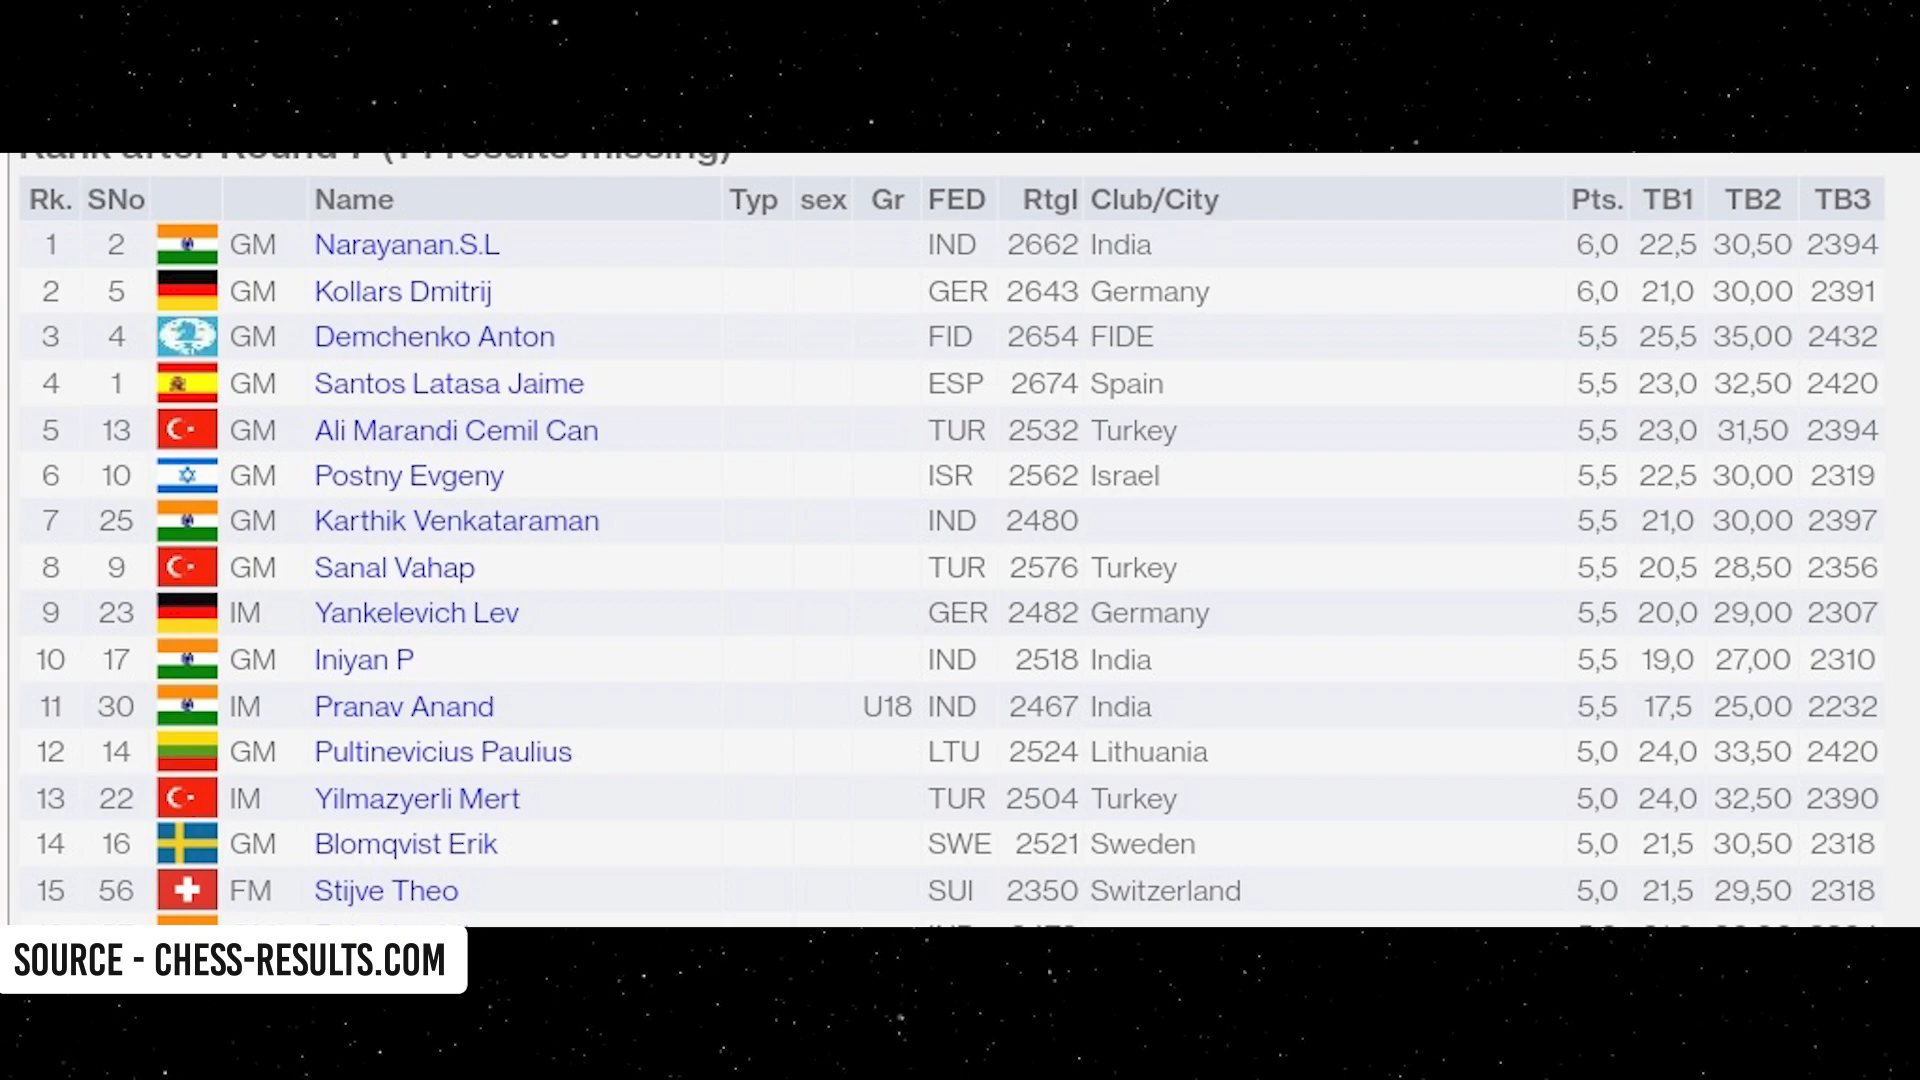 Rank after Round 7 (14 results missing)
Rk. SNo Name Typ sex Gr FED RtgI Club/City Pts. TB1 TB2 TB3
1 2 GM Narayanan.S.L IND 2662 India 6,0 22,5 30,50 2394
2 5 GM Kollars Dmitrij GER 2643 Germany 6,0 21,0 30,00 2391
3 4 GM Demchenko Anton FID 2654 FIDE 5,5 25,5 35,00 2432
4 1 GM Santos Latasa Jaime ESP 2674 Spain 5,5 23,0 32,50 2420
5 13 GM Ali Marandi Cemil Can TUR 2532 Turkey 5,5 23,0 31,50 2394
6 10 GM Postny Evgeny ISR 2562 Israel 5,5 22,5 30,00 2319
7 25 GM Karthik Venkataraman IND 2480 5,5 21,0 30,00 2397
8 9 GM Sanal Vahap TUR 2576 Turkey 5,5 20,5 28,50 2356
9 23 IM Yankelevich Lev GER 2482 Germany 5,5 20,0 29,00 2307
10 17 GM Iniyan P IND 2518 India 5,5 19,0 27,00 2310
11 30 IM Pranav Anand U18 IND 2467 India 5,5 17,5 25,00 2232
12 14 GM Pultinevicius Paulius LTU 2524 Lithuania 5,0 24,0 33,50 2420
13 22 IM Yilmazyerli Mert TUR 2504 Turkey 5,0 24,0 32,50 2390
14 16 GM Blomqvist Erik SWE 2521 Sweden 5,0 21,5 30,50 2318
15 56 FM Stijve Theo SUI 2350 Switzerland 5,0 21,5 29,50 2318
SOURCE - CHESS-RESULTS.COM